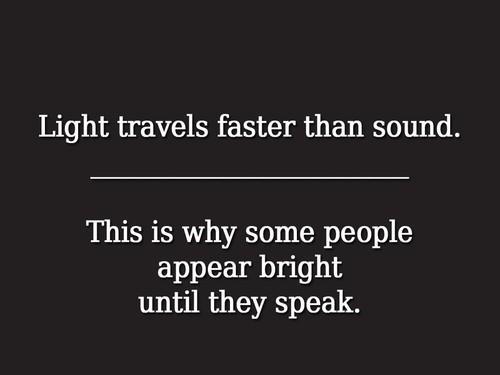 Light travels faster than sound.
This is why some people
appear bright
until they speak.